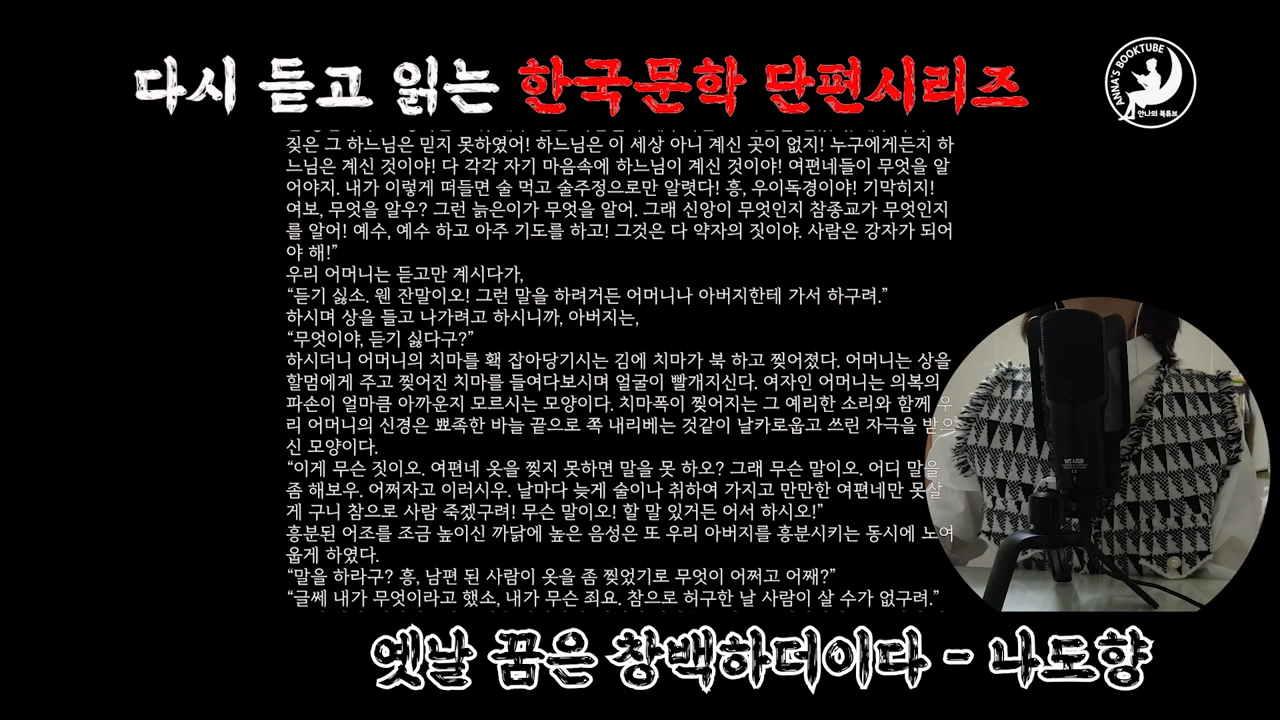 다시 듣고 읽는 한국문학 단편시리즈
ANNA'S BOOKTUBE
안나의 북튜브
짖은 그 하느님은 믿지 못하였어! 하느님은 이 세상 아니 계신 곳이 없지! 누구에게든지 하
느님은 계신 것이야! 다 각각 자기 마음속에 하느님이 계신 것이야! 여편네들이 무엇을 알
어야지. 내가 이렇게 떠들면 술 먹고 술주정으로만 알렷다! 흥, 우이독경이야! 기막히지!
여보, 무엇을 알우? 그런 늙은이가 무엇을 알어. 그래 신앙이 무엇인지 참종교가 무엇인지
를 알어! 예수, 예수 하고 아주 기도를 하고! 그것은 다 약자의 짓이야. 사람은 강자가 되어
야 해!”
우리 어머니는 듣고만 계시다가,
“듣기 싫소. 웬 잔말이오! 그런 말을 하려거든 어머니나 아버지한테 가서 하구려.”
하시며 상을 들고 나가려고 하시니까, 아버지는,
“무엇이야, 듣기 싫다구?”
하시더니 어머니의 치마를 홱 잡아당기시는 김에 치마가 북 하고 찢어졌다. 어머니는 상을
할멈에게 주고 찢어진 치마를 들여다보시며 얼굴이 빨개지신다. 여자인 어머니는 의복의
파손이 얼마큼 아까운지 모르시는 모양이다. 치마폭이 찢어지는 그 예리한 소리와 함께 우
리 어머니의 신경은 뾰족한 바늘 끝으로 쪽 내리베는 것같이 날카로웁고 쓰린 자극을 받으
신 모양이다.
“이게 무슨 짓이오. 여편네 옷을 찢지 못하면 말을 못 하오? 그래 무슨 말이오. 어디 말을
좀 해보우. 어쩌자고 이러시우. 날마다 늦게 술이나 취하여 가지고 만만한 여편네만 못살
게 구니 참으로 사람 죽겠구려! 무슨 말이오! 할 말 있거든 어서 하시오!”
흥분된 어조를 조금 높이신 까닭에 높은 음성은 또 우리 아버지를 흥분시키는 동시에 노여
웁게 하였다.
“말을 하라구? 흥, 남편 된 사람이 옷을 좀 찢었기로 무엇이 어쩌고 어째?”
“글쎄 내가 무엇이라고 했소, 내가 무슨 죄요. 참으로 허구한 날 사람이 살 수가 없구려.”
NT-USB
옛날 꿈은 창백하더이다 - 나도향